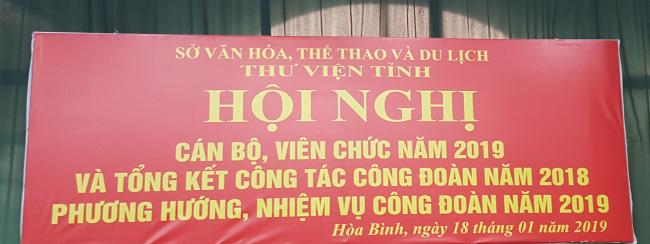 SỞ VĂN HÓA, THỂ THAO VÀ DU LỊCH
THƯ VIỆN TỈNH
HỘI NGHỊ
CÁN BỘ, VIÊN CHỨC NĂM 2019
VÀ TỔNG KẾT CÔNG TÁC CÔNG ĐOÀN NĂM 2018
PHƯƠNG HƯỚNG, NHIỆM VỤ CÔNG ĐOÀN NĂM 2019
Hòa Bình, ngày 18 tháng 01 năm 2019